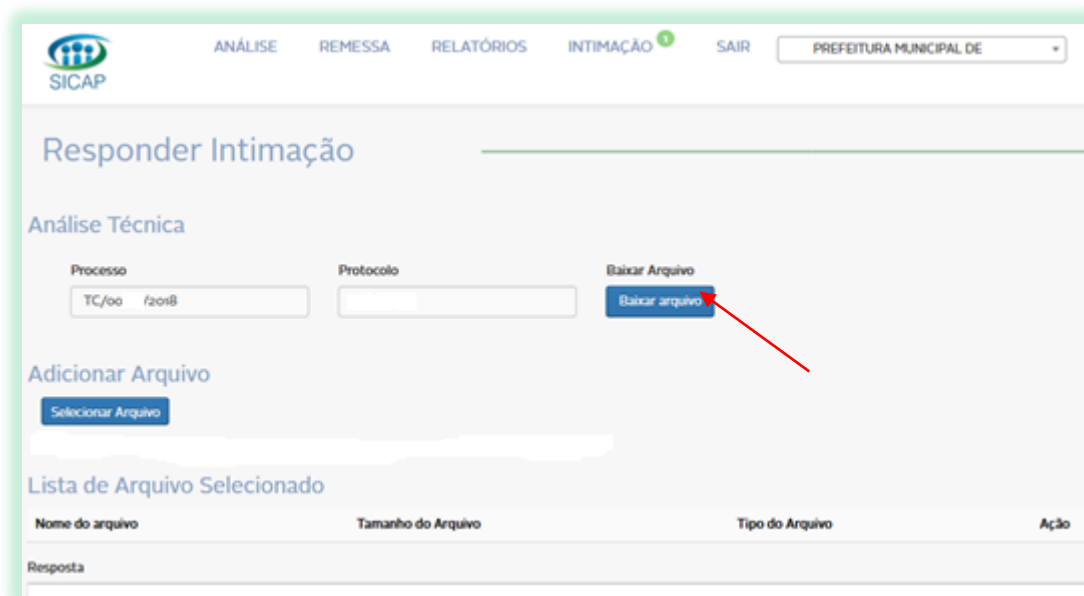 ANÁLISE REMESSA RELATÓRIOS INTIMAÇÃO 1 SAIR PREFEITURA MUNICIPAL DE
SICAP
Responder Intimação
Análise Técnica
Processo Protocolo Baixar Arquivo
TC/00 /2018 Baixar arquivo
Adicionar Arquivo
Selecionar Arquivo
Lista de Arquivo Selecionado
Nome do arquivo Tamanho do Arquivo Tipo do Arquivo Ação
Resposta